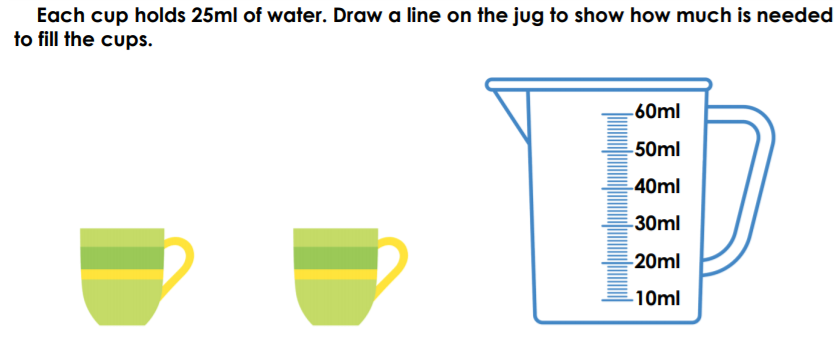 Each cup holds 25ml of water. Draw a line on the jug to show how much is needed
to fill the cups.
60ml
50ml
40ml
30ml
20ml
10ml